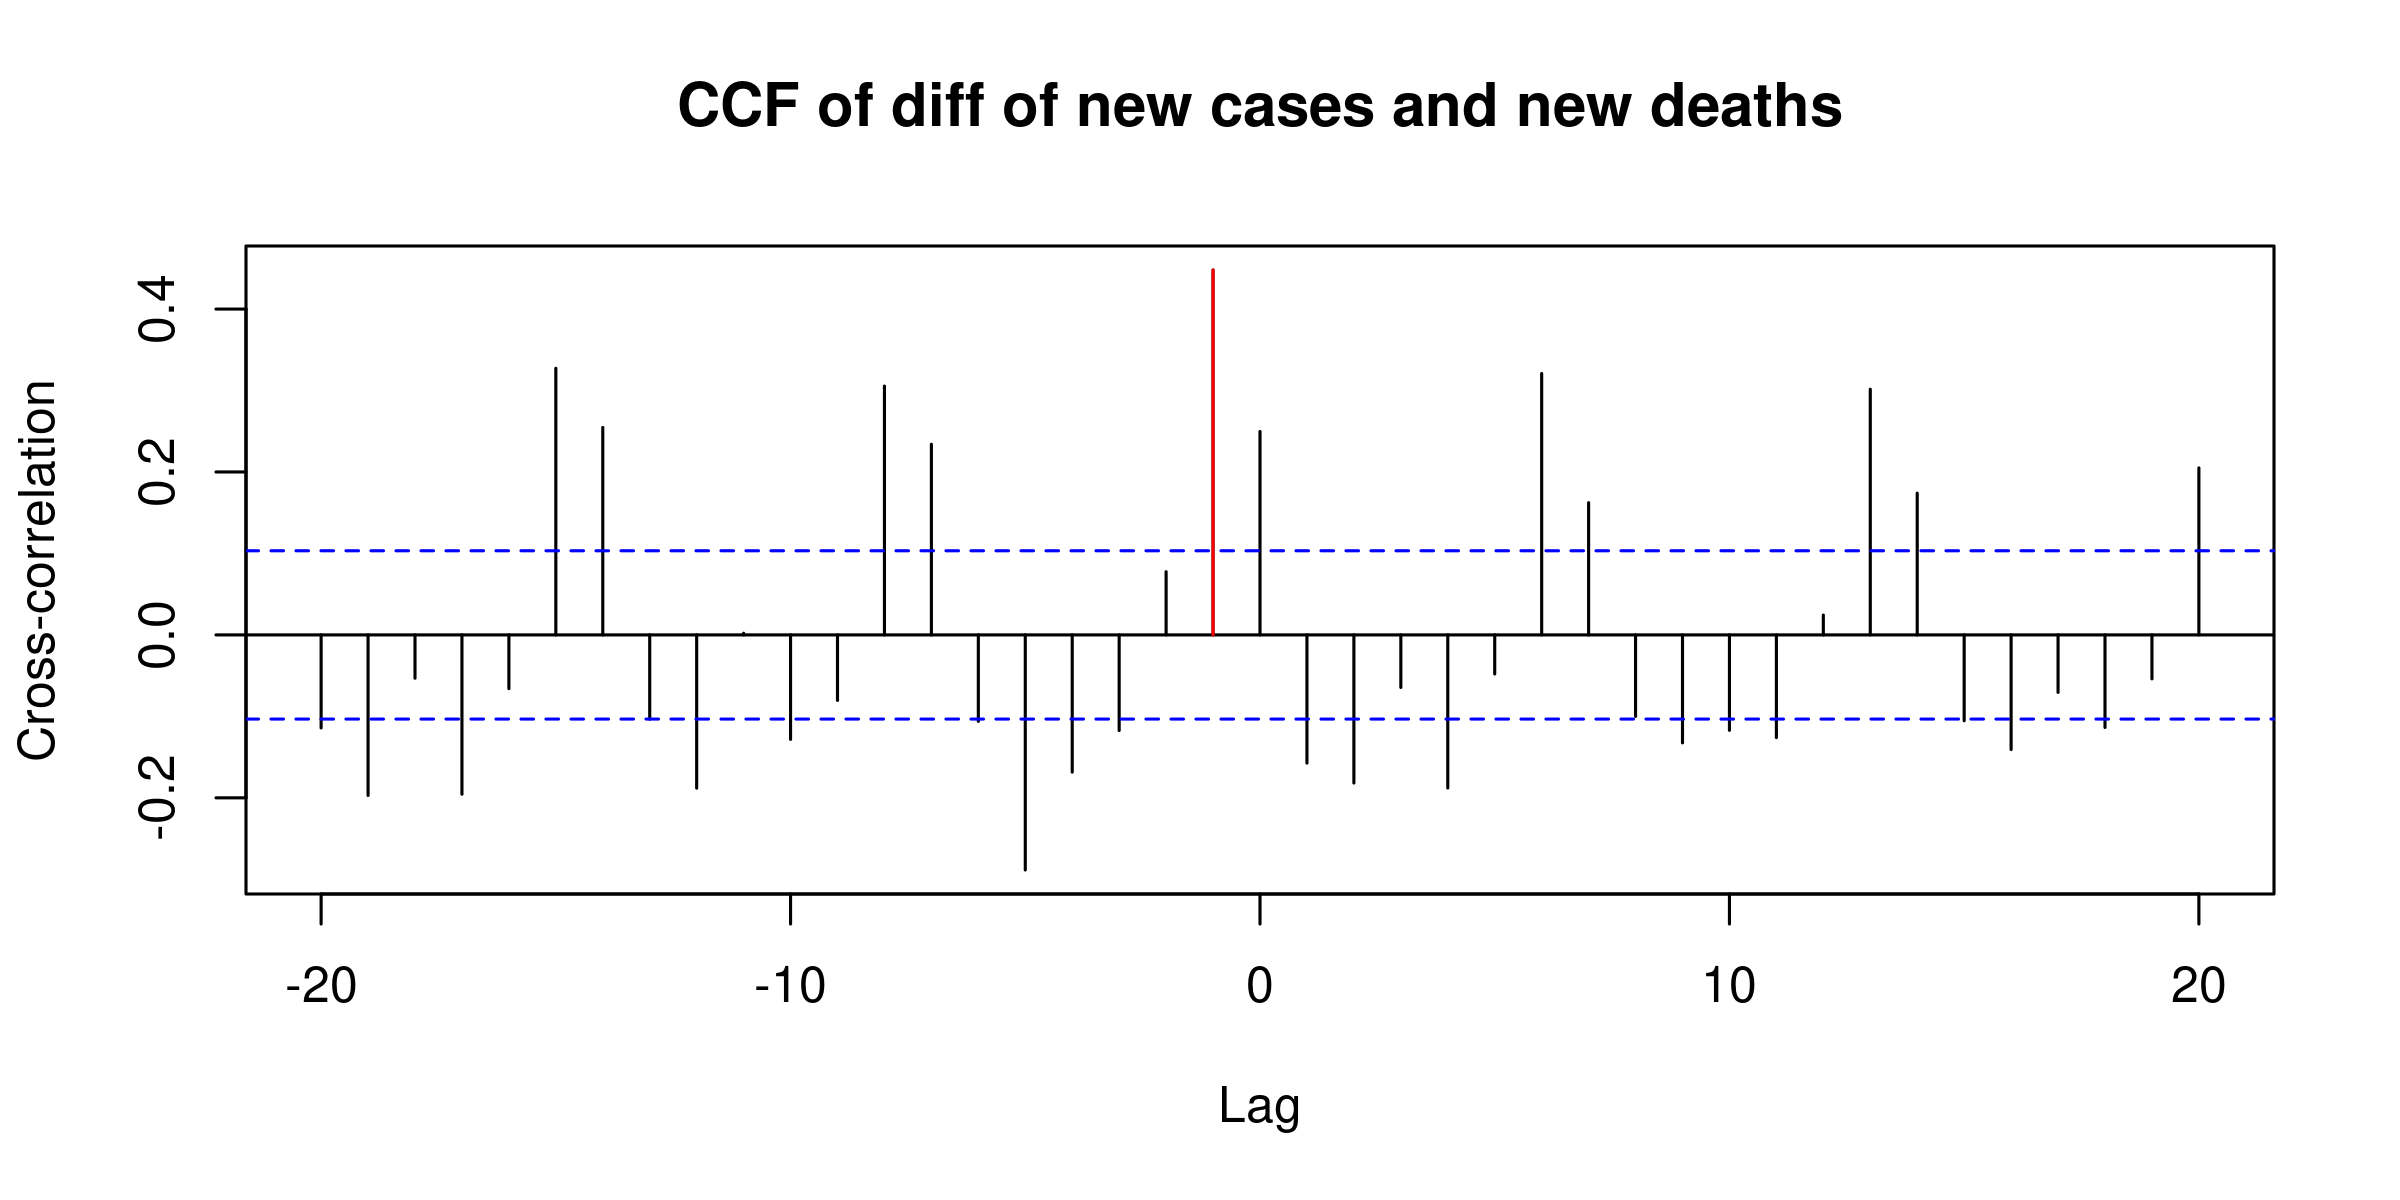 CCF of diff of new cases and new deaths
Cross-correlation
0.4
0.2
0.0
-0.2
-20 -10 0 10 20
Lag